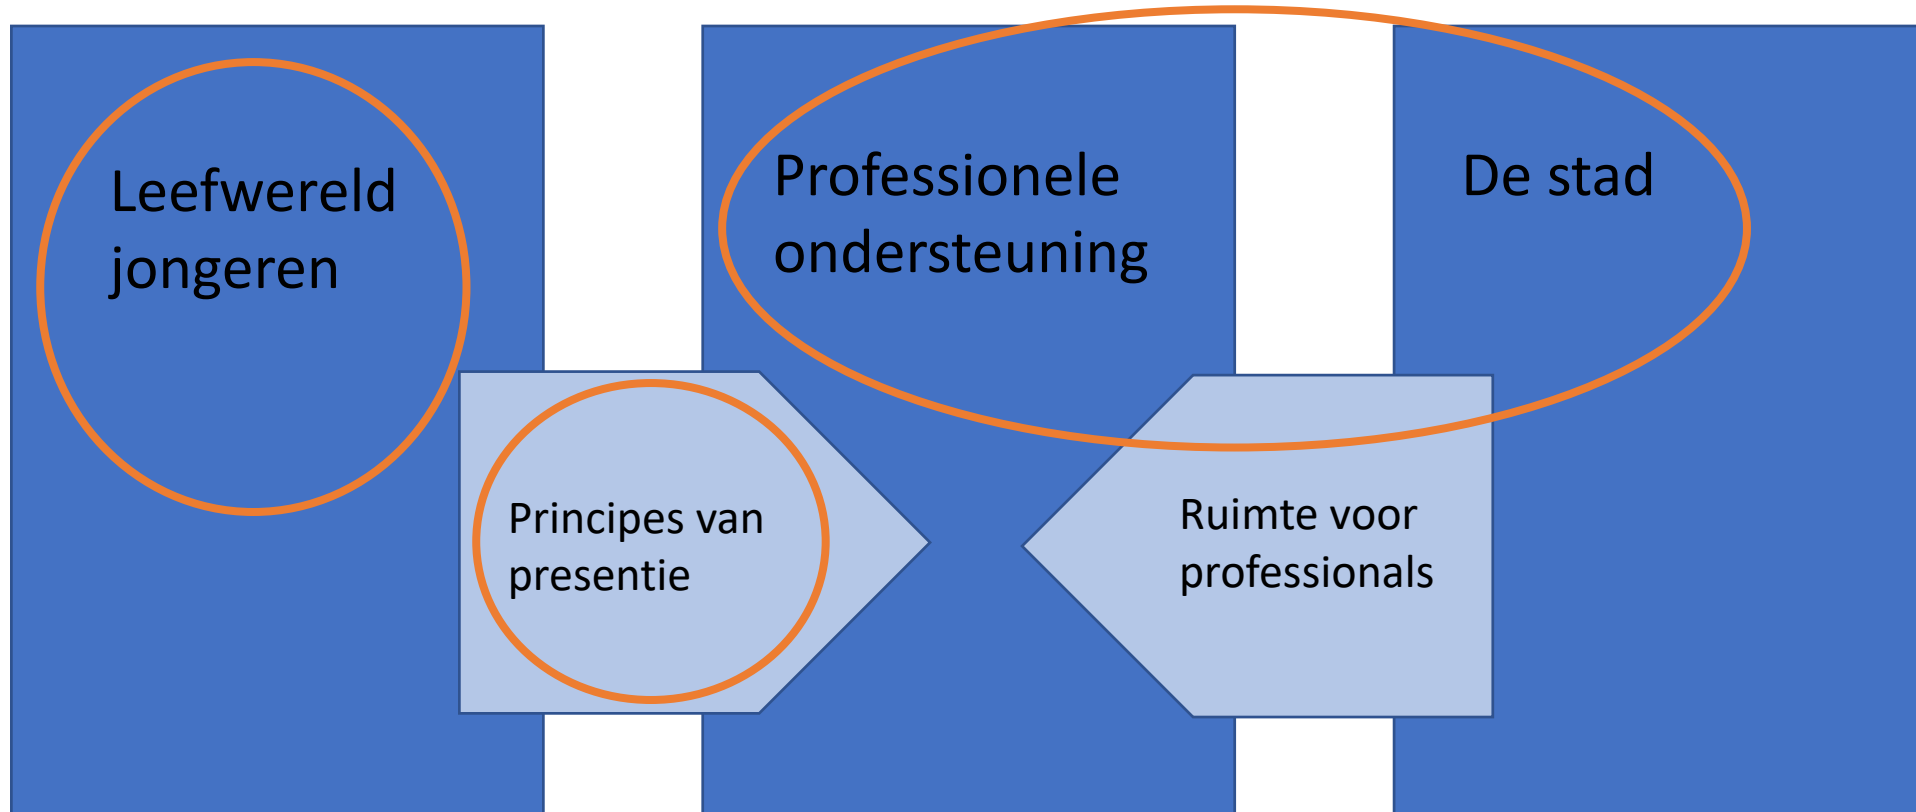 Leefwereld
jongeren
Professionele
ondersteuning
De stad
Principes van
presentie
Ruimte voor
professionals